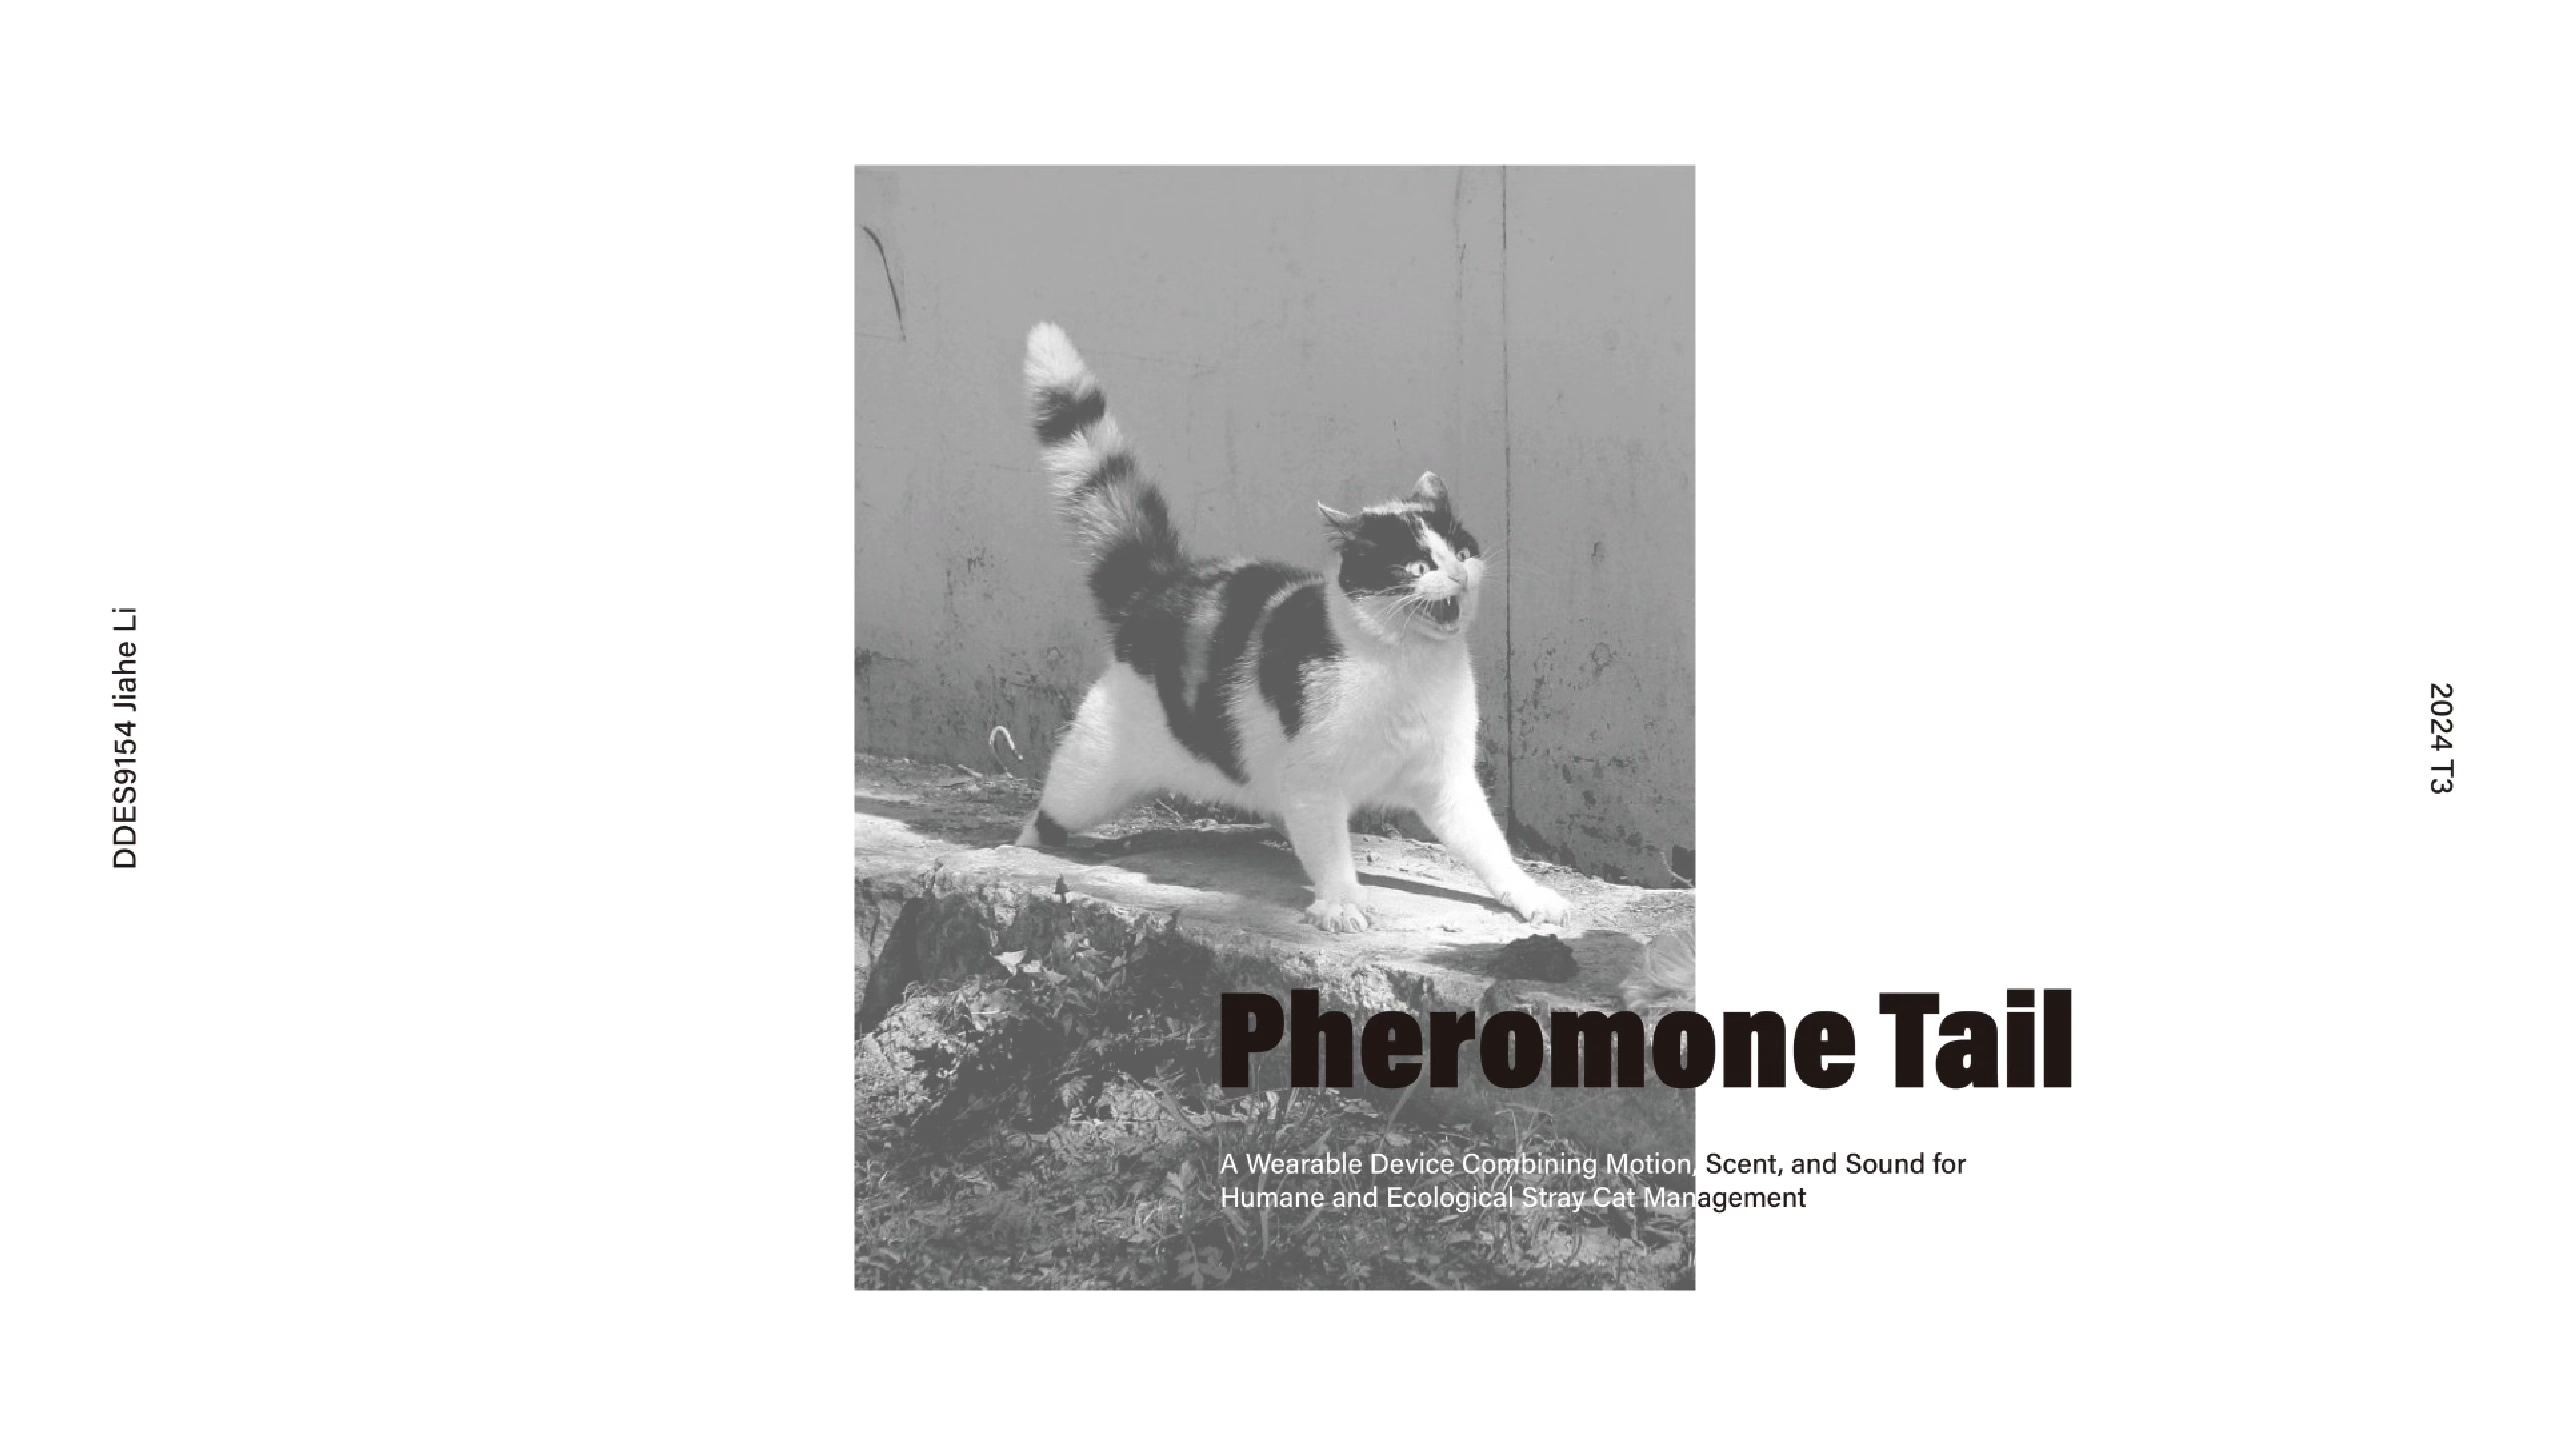 DDES9154 Jiahe Li
2024 T3
Pheromone Tail
A Wearable Device Combining Motion, Scent, and Sound for
Humane and Ecological Stray Cat Management